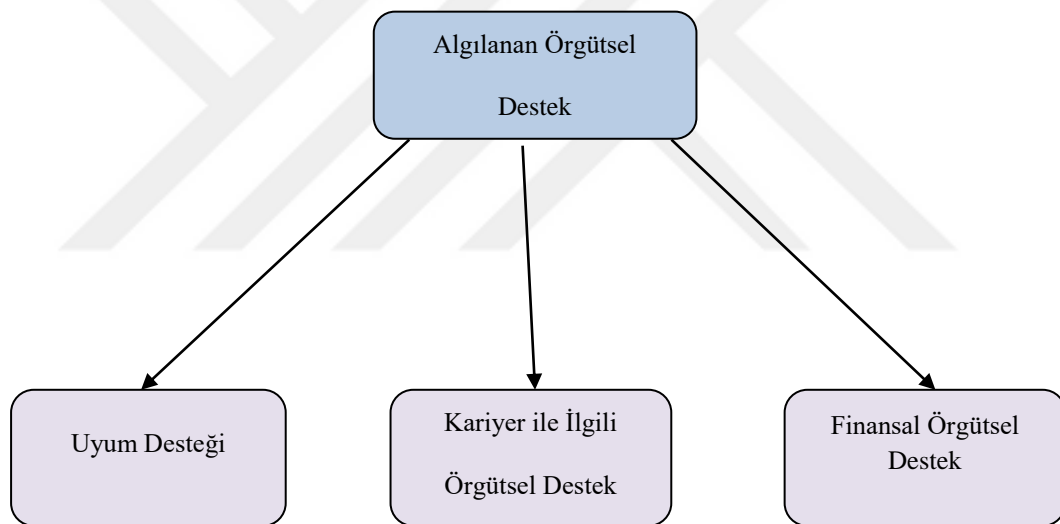 Algılanan Örgütsel
Destek
Uyum Desteği
Kariyer ile İlgili
Örgütsel Destek
Finansal Örgütsel
Destek